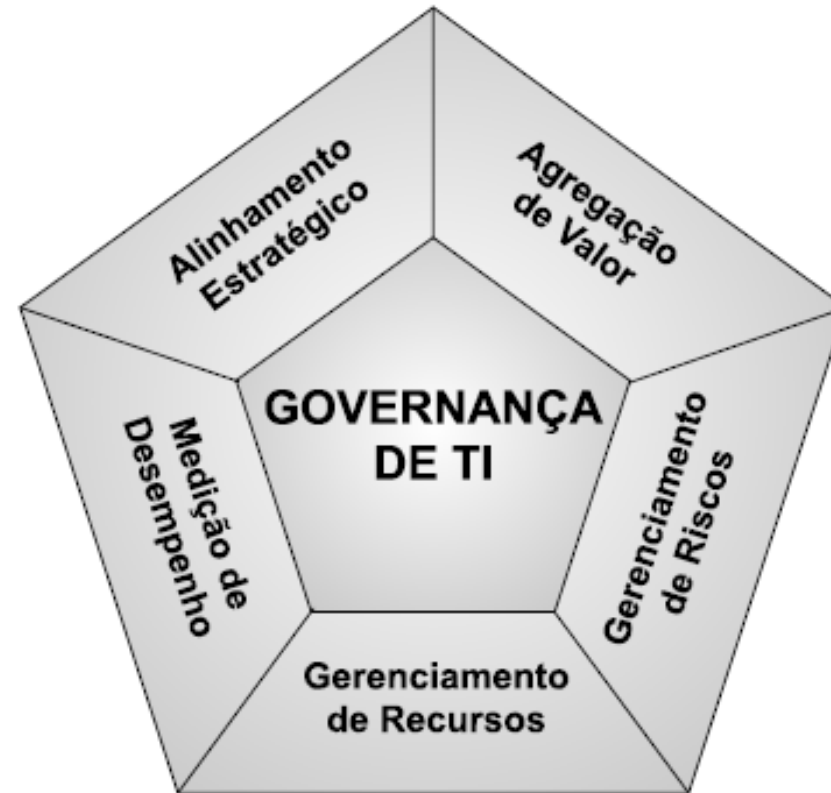 Alinhamento
Estratégico
Agregação
de Valor
GOVERNANÇA
DE TI
Medição de
Desempenho
Gerenciamento
de Riscos
Gerenciamento
de Recursos